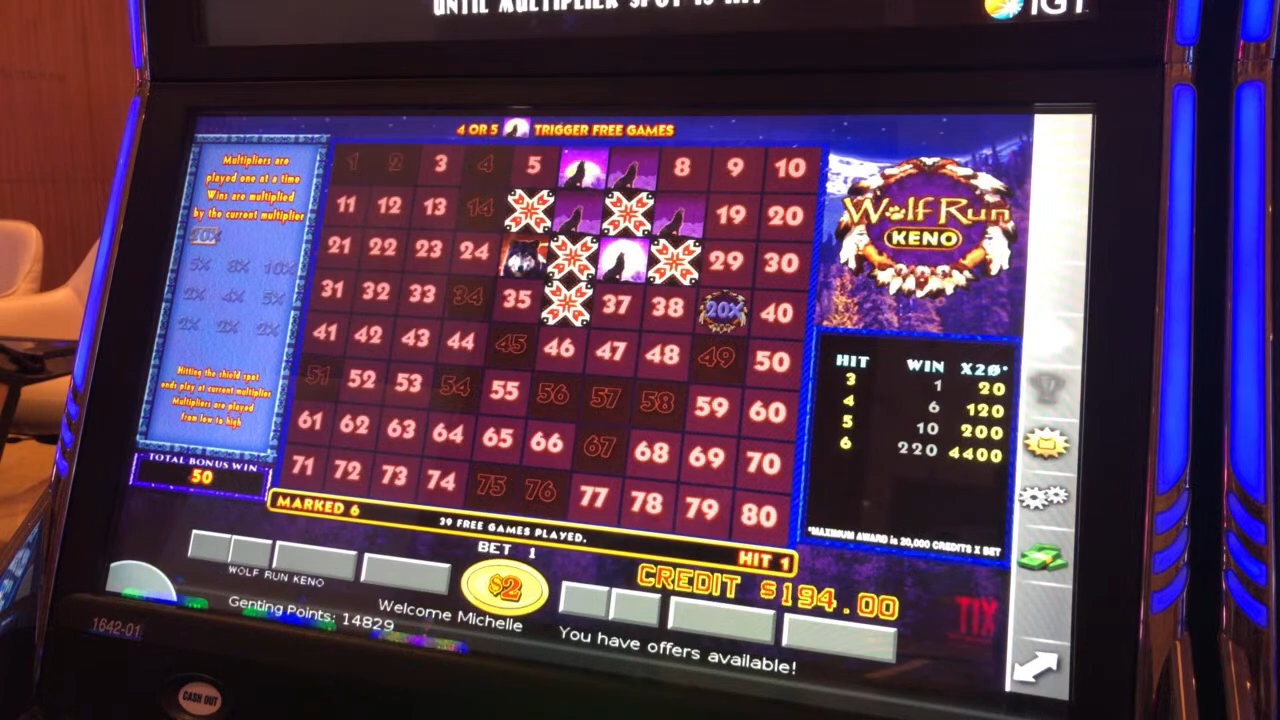 UNTIL MULTIPLIER SPOT IS HIT
IGT
4 OR 5 TRIGGER FREE GAMES
Multipliers are
played one at a time
Wins are multiplied
by the current multiplier
20X
5X 8X 10X
2X 4X 5X
2X 2X 2X
Hitting the shield spot
ends play at current multiplier
Multipliers are played
from low to high
TOTAL BONUS WIN
50
1 2 3 4 5 8 9 10
11 12 13 14 19 20
21 22 23 24 29 30
31 32 33 34 35 37 38 20X 40
41 42 43 44 45 46 47 48 49 50
51 52 53 54 55 56 57 58 59 60
61 62 63 64 65 66 67 68 69 70
71 72 73 74 75 76 77 78 79 80
Wolf Run
KENO
HIT WIN X20*
3 1 20
4 6 120
5 10 200
6 220 4400
*MAXIMUM AWARD is 20,000 CREDITS X BET
MARKED 6
29 FREE GAMES PLAYED.
HIT 1
BET 1
$2
CREDIT $194.00
WOLF RUN KENO
Genting Points: 14829
Welcome Michelle
You have offers available!
TIX
1642-01
CASH OUT